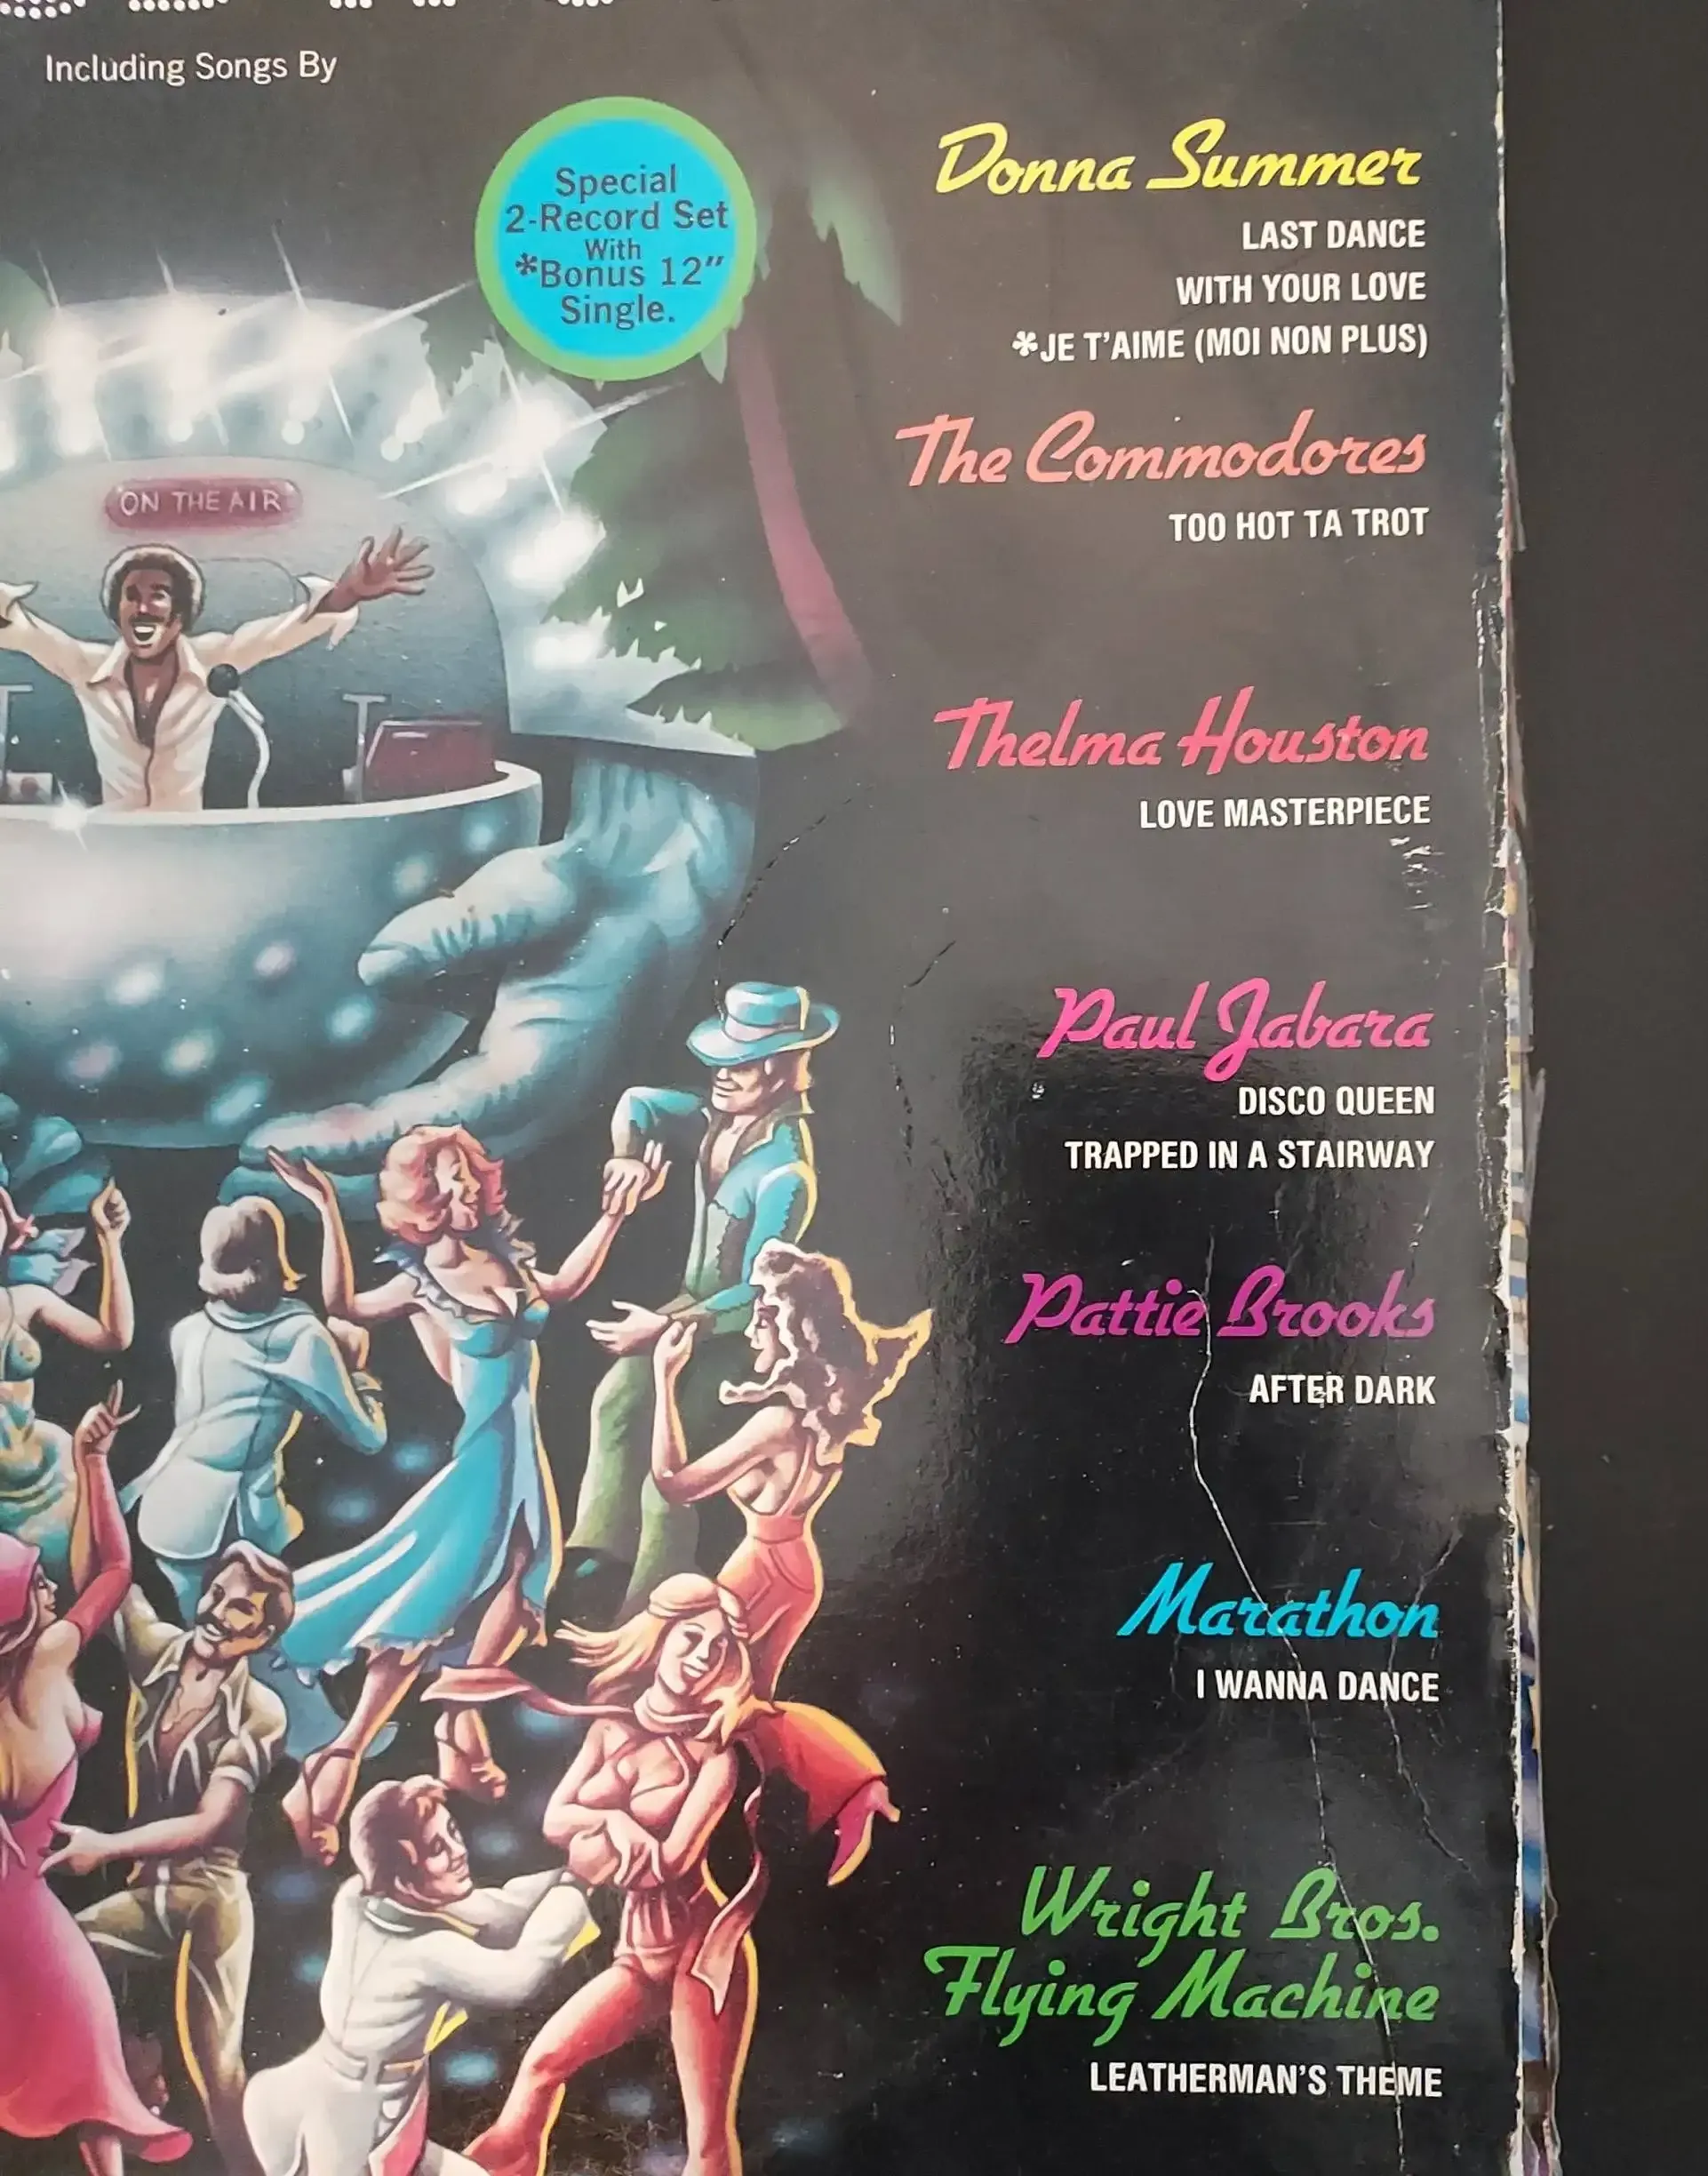 Including Songs By
Special
2-Record Set
With
*Bonus 12"
Single.
ON THE AIR
Donna Summer
LAST DANCE
WITH YOUR LOVE
*JE T'AIME (MOI NON PLUS)
The Commodores
TOO HOT TA TROT
Thelma Houston
LOVE MASTERPIECE
Paul Jabara
DISCO QUEEN
TRAPPED IN A STAIRWAY
Pattie Brooks
AFTER DARK
Marathon
I WANNA DANCE
Wright Bros.
Flying Machine
LEATHERMAN'S THEME